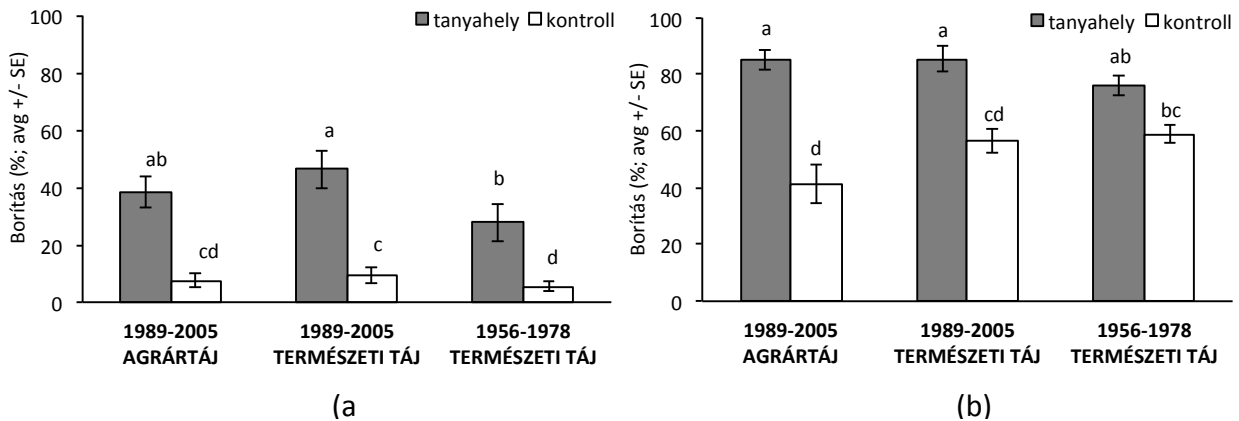 Borítás (%; avg +/- SE)
100
80
60
40
20
0
tanyahely kontroll
ab
cd
a
c
b
d
1989-2005
AGRÁRTÁJ
1989-2005
TERMÉSZETI TÁJ
1956-1978
TERMÉSZETI TÁJ
(a
Borítás (%; avg +/- SE)
100
80
60
40
20
0
tanyahely kontroll
a
d
a
cd
ab
bc
1989-2005
AGRÁRTÁJ
1989-2005
TERMÉSZETI TÁJ
1956-1978
TERMÉSZETI TÁJ
(b)